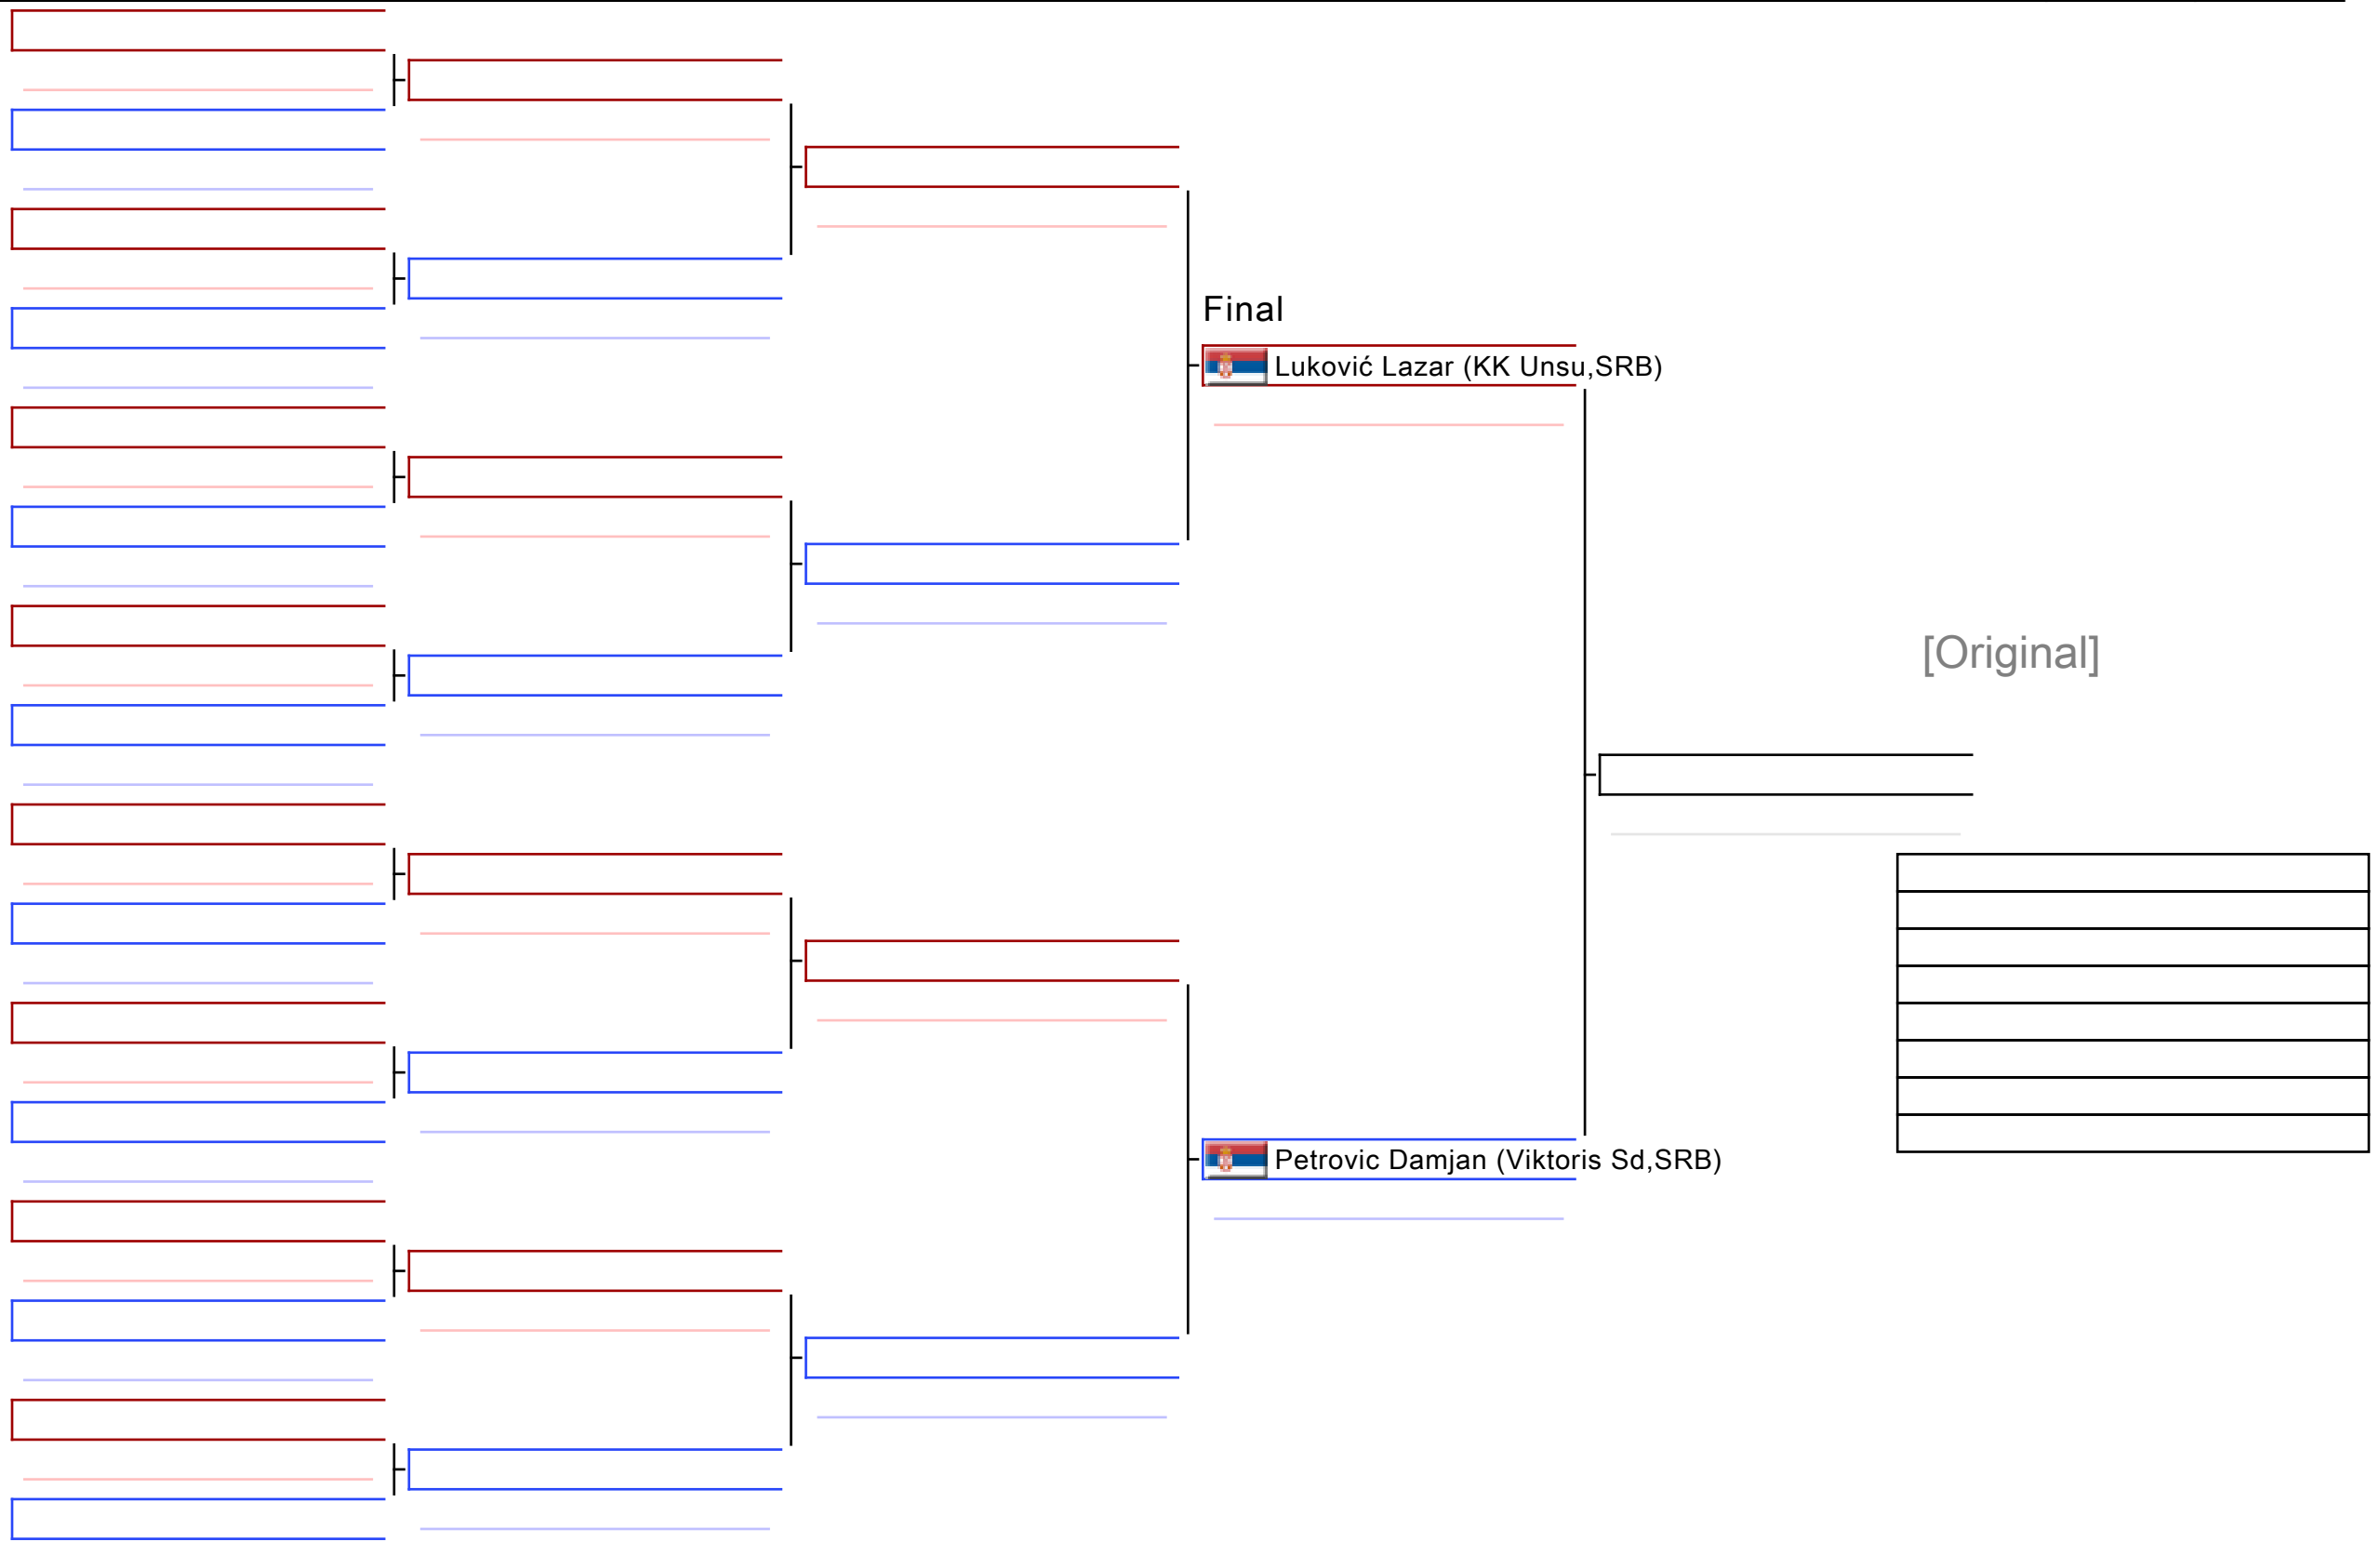 Final
Luković Lazar (KK Unsu,SRB)
[Original]
Petrovic Damjan (Viktoris Sd,SRB)